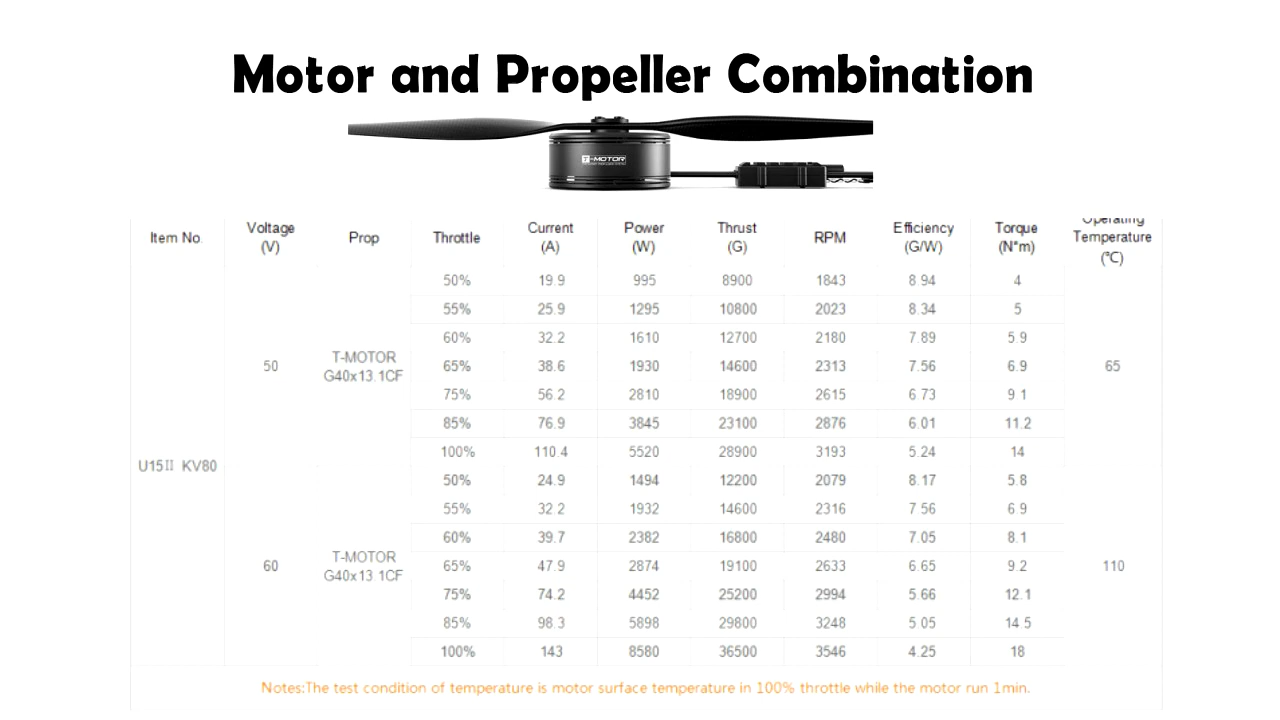 Motor and Propeller Combination
T-MOTOR
Item No. Voltage (V) Prop Throttle Current (A) Power (W) Thrust (G) RPM Efficiency (G/W) Torque (N*m) Operating Temperature (℃)
U15II KV80
50 T-MOTOR G40x13.1CF 65
50% 19.9 995 8900 1843 8.94 4
55% 25.9 1295 10800 2023 8.34 5
60% 32.2 1610 12700 2180 7.89 5.9
65% 38.6 1930 14600 2313 7.56 6.9
75% 56.2 2810 18900 2615 6.73 9.1
85% 76.9 3845 23100 2876 6.01 11.2
100% 110.4 5520 28900 3193 5.24 14
60 T-MOTOR G40x13.1CF 110
50% 24.9 1494 12200 2079 8.17 5.8
55% 32.2 1932 14600 2316 7.56 6.9
60% 39.7 2382 16800 2480 7.05 8.1
65% 47.9 2874 19100 2633 6.65 9.2
75% 74.2 4452 25200 2994 5.66 12.1
85% 98.3 5898 29800 3248 5.05 14.5
100% 143 8580 36500 3546 4.25 18
Notes:The test condition of temperature is motor surface temperature in 100% throttle while the motor run 1min.